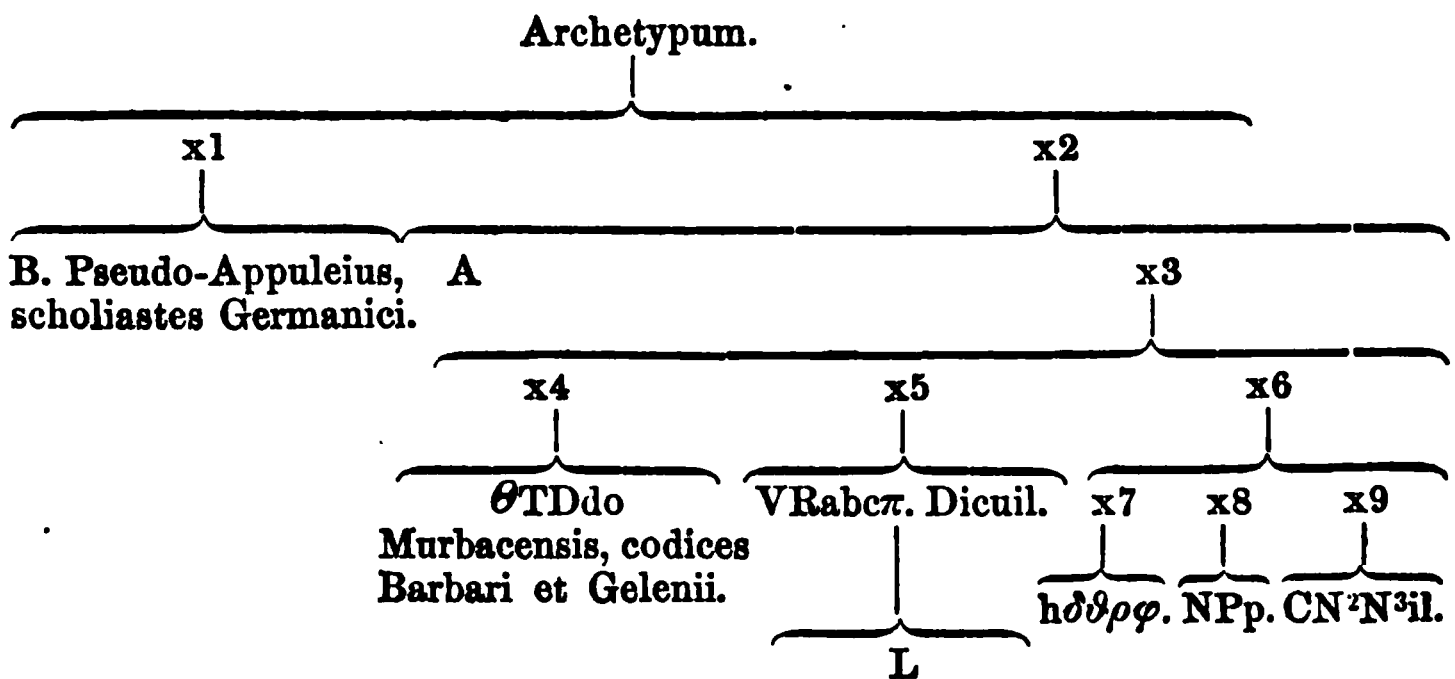 Archetypum.
x1 x2
B. Pseudo-Appuleius, A x3
scholiastes Germanici.
x4 x5 x6
θTDdo VRabcπ. Dicuil. x7 x8 x9
Murbacensis, codices
Barbari et Gelenii.
hδϑρφ. NPp. CN²N³il.
L